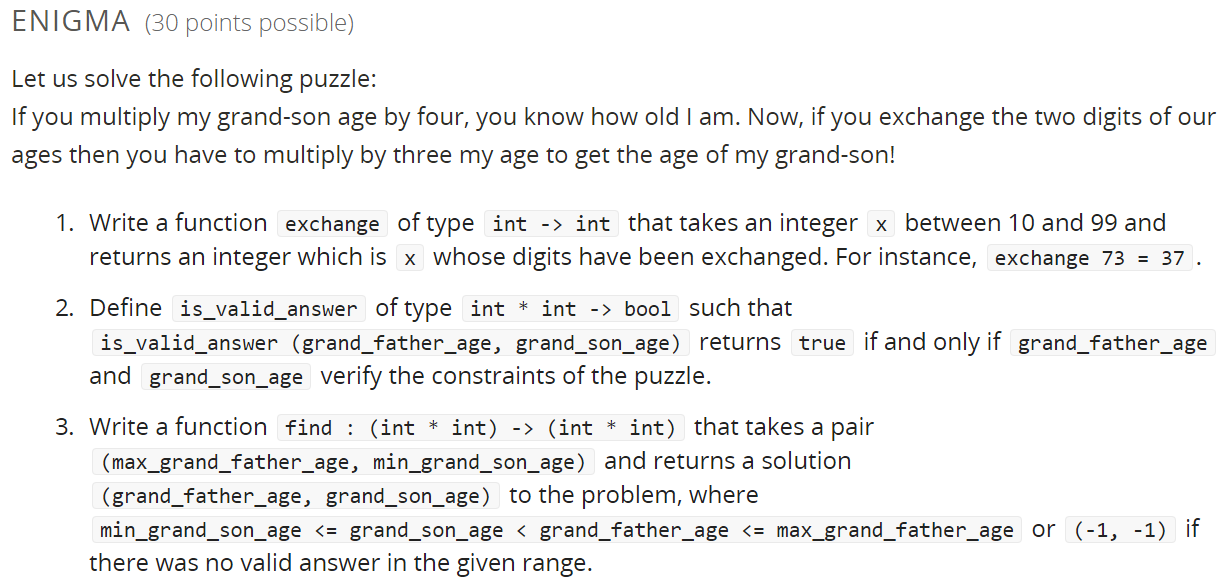 ENIGMA (30 points possible)
Let us solve the following puzzle:
If you multiply my grand-son age by four, you know how old I am. Now, if you exchange the two digits of our
ages then you have to multiply by three my age to get the age of my grand-son!
1. Write a function exchange of type int -> int that takes an integer x between 10 and 99 and
returns an integer which is x whose digits have been exchanged. For instance, exchange 73 = 37 .
2. Define is_valid_answer of type int * int -> bool such that
is_valid_answer (grand_father_age, grand_son_age) returns true if and only if grand_father_age
and grand_son_age verify the constraints of the puzzle.
3. Write a function find : (int * int) -> (int * int) that takes a pair
(max_grand_father_age, min_grand_son_age) and returns a solution
(grand_father_age, grand_son_age) to the problem, where
min_grand_son_age <= grand_son_age < grand_father_age <= max_grand_father_age or (-1, -1) if
there was no valid answer in the given range.